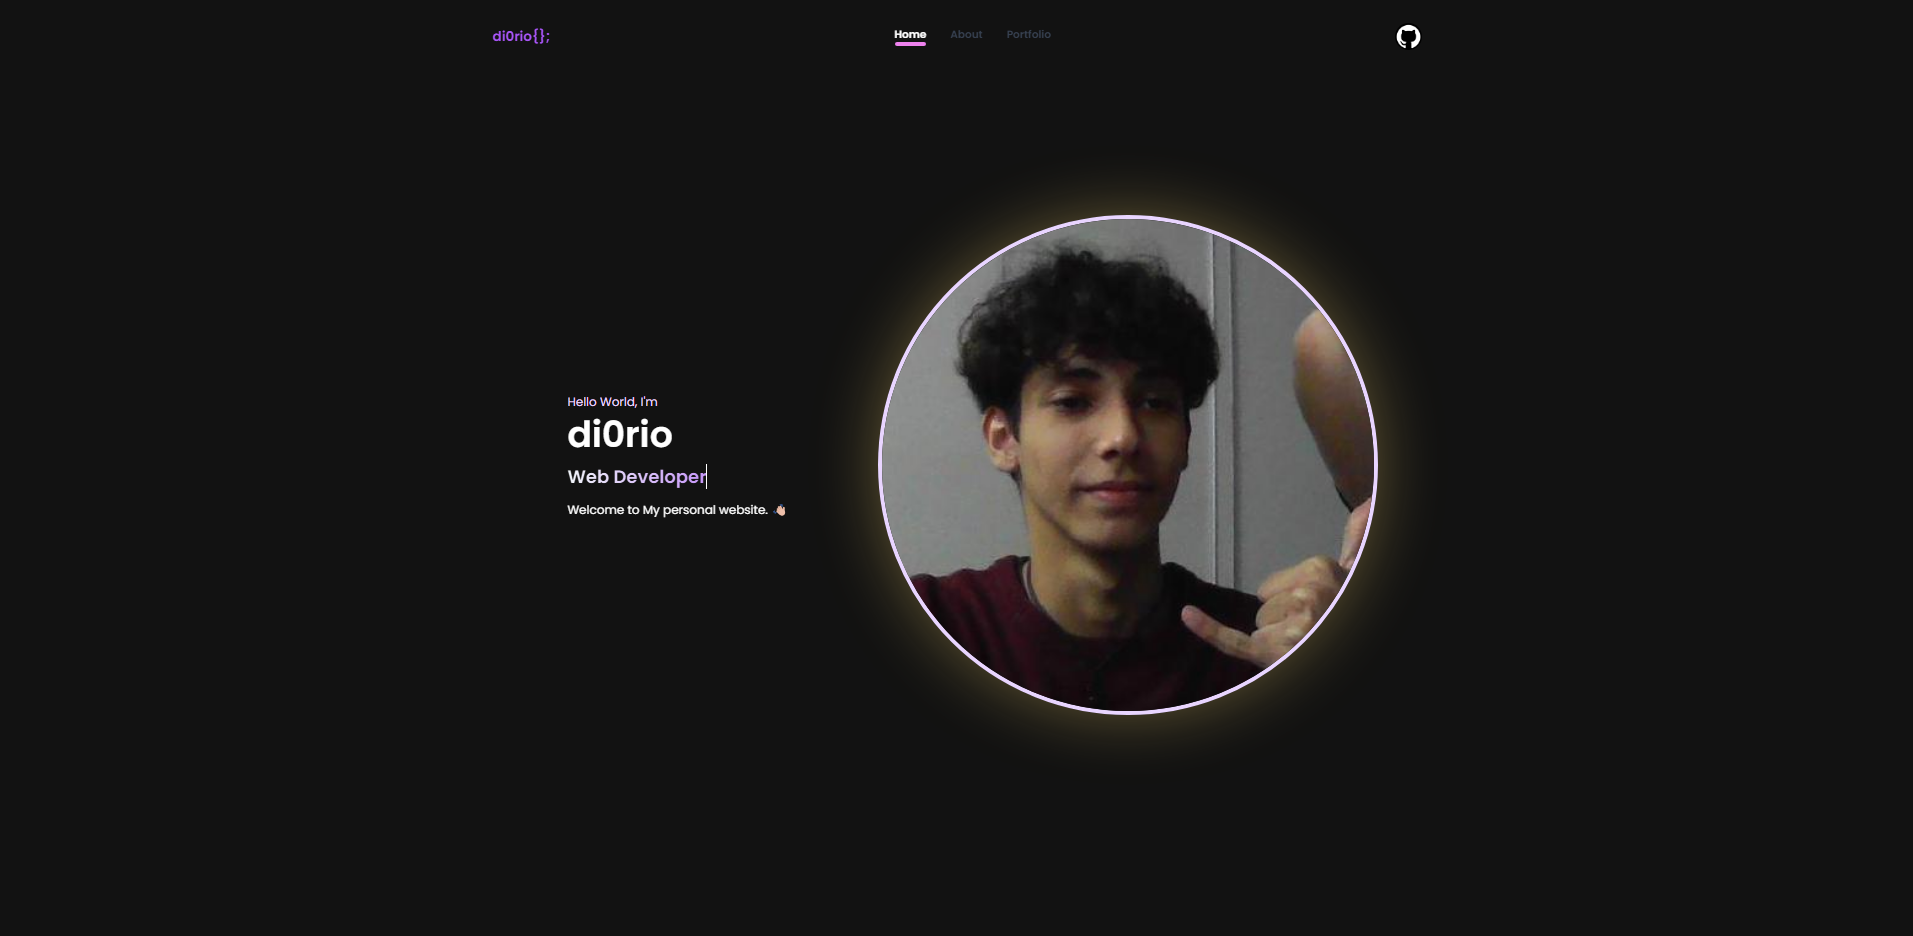 di0rio{};
Home About Portfolio
Hello World, I'm
di0rio
Web Developer
Welcome to My personal website. 👋🏻